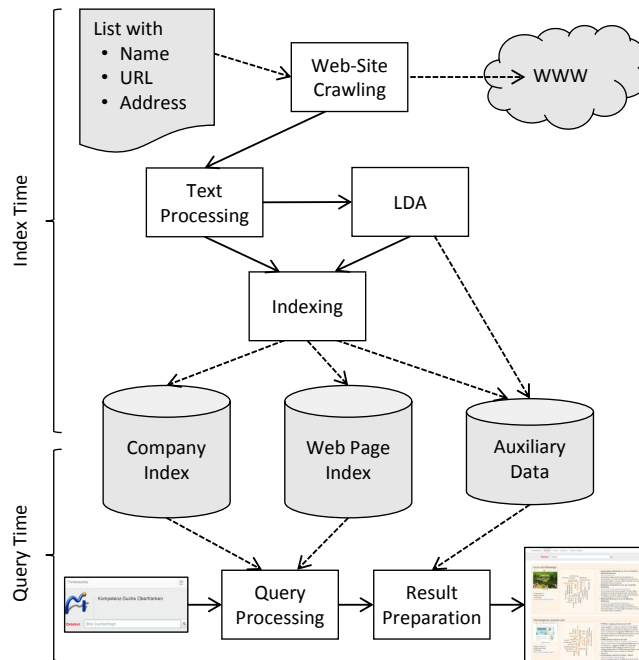 List with
• Name
• URL
• Address
Web-Site
Crawling
WWW
Text
Processing
LDA
Index Time
Indexing
Company
Index
Web Page
Index
Auxiliary
Data
Query Time
Kompetenz-Suche Oberfranken
Query
Processing
Result
Preparation